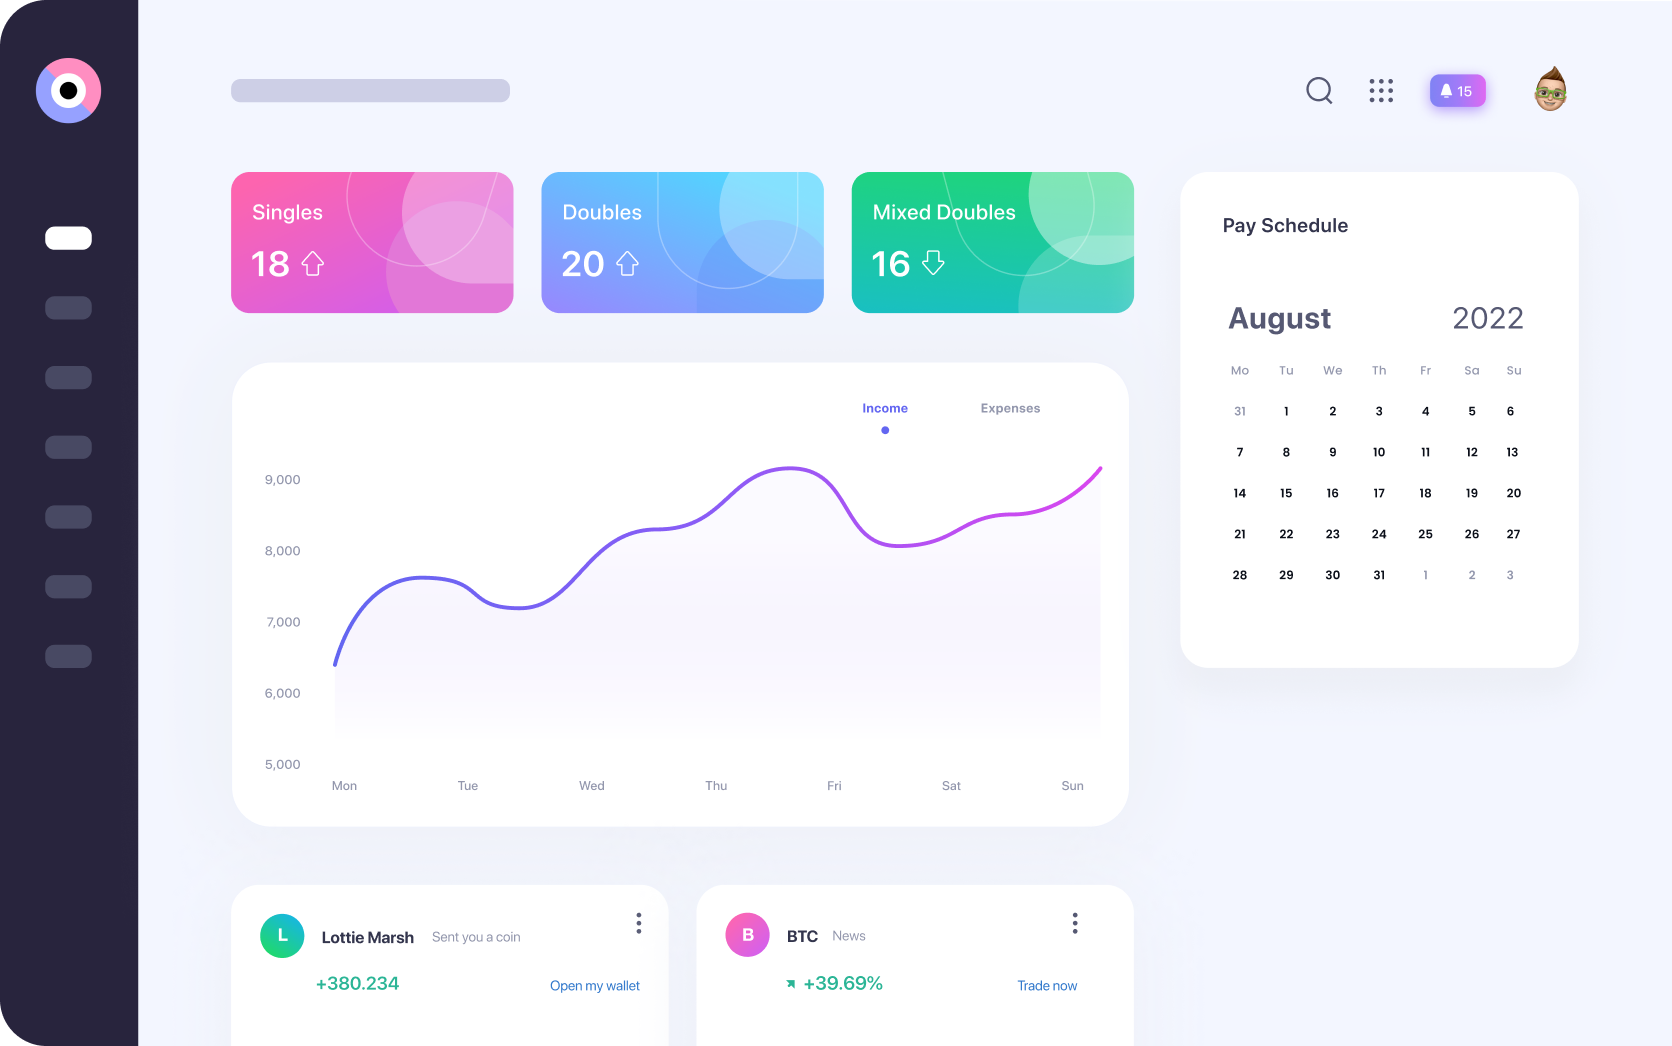 15
Singles
18
Doubles
20
Mixed Doubles
16
Pay Schedule
August 2022
Mo Tu We Th Fr Sa Su
31 1 2 3 4 5 6
7 8 9 10 11 12 13
14 15 16 17 18 19 20
21 22 23 24 25 26 27
28 29 30 31 1 2 3
Income Expenses
9,000
8,000
7,000
6,000
5,000
Mon Tue Wed Thu Fri Sat Sun
L Lottie Marsh Sent you a coin
+380.234 Open my wallet
B BTC News
+39.69% Trade now